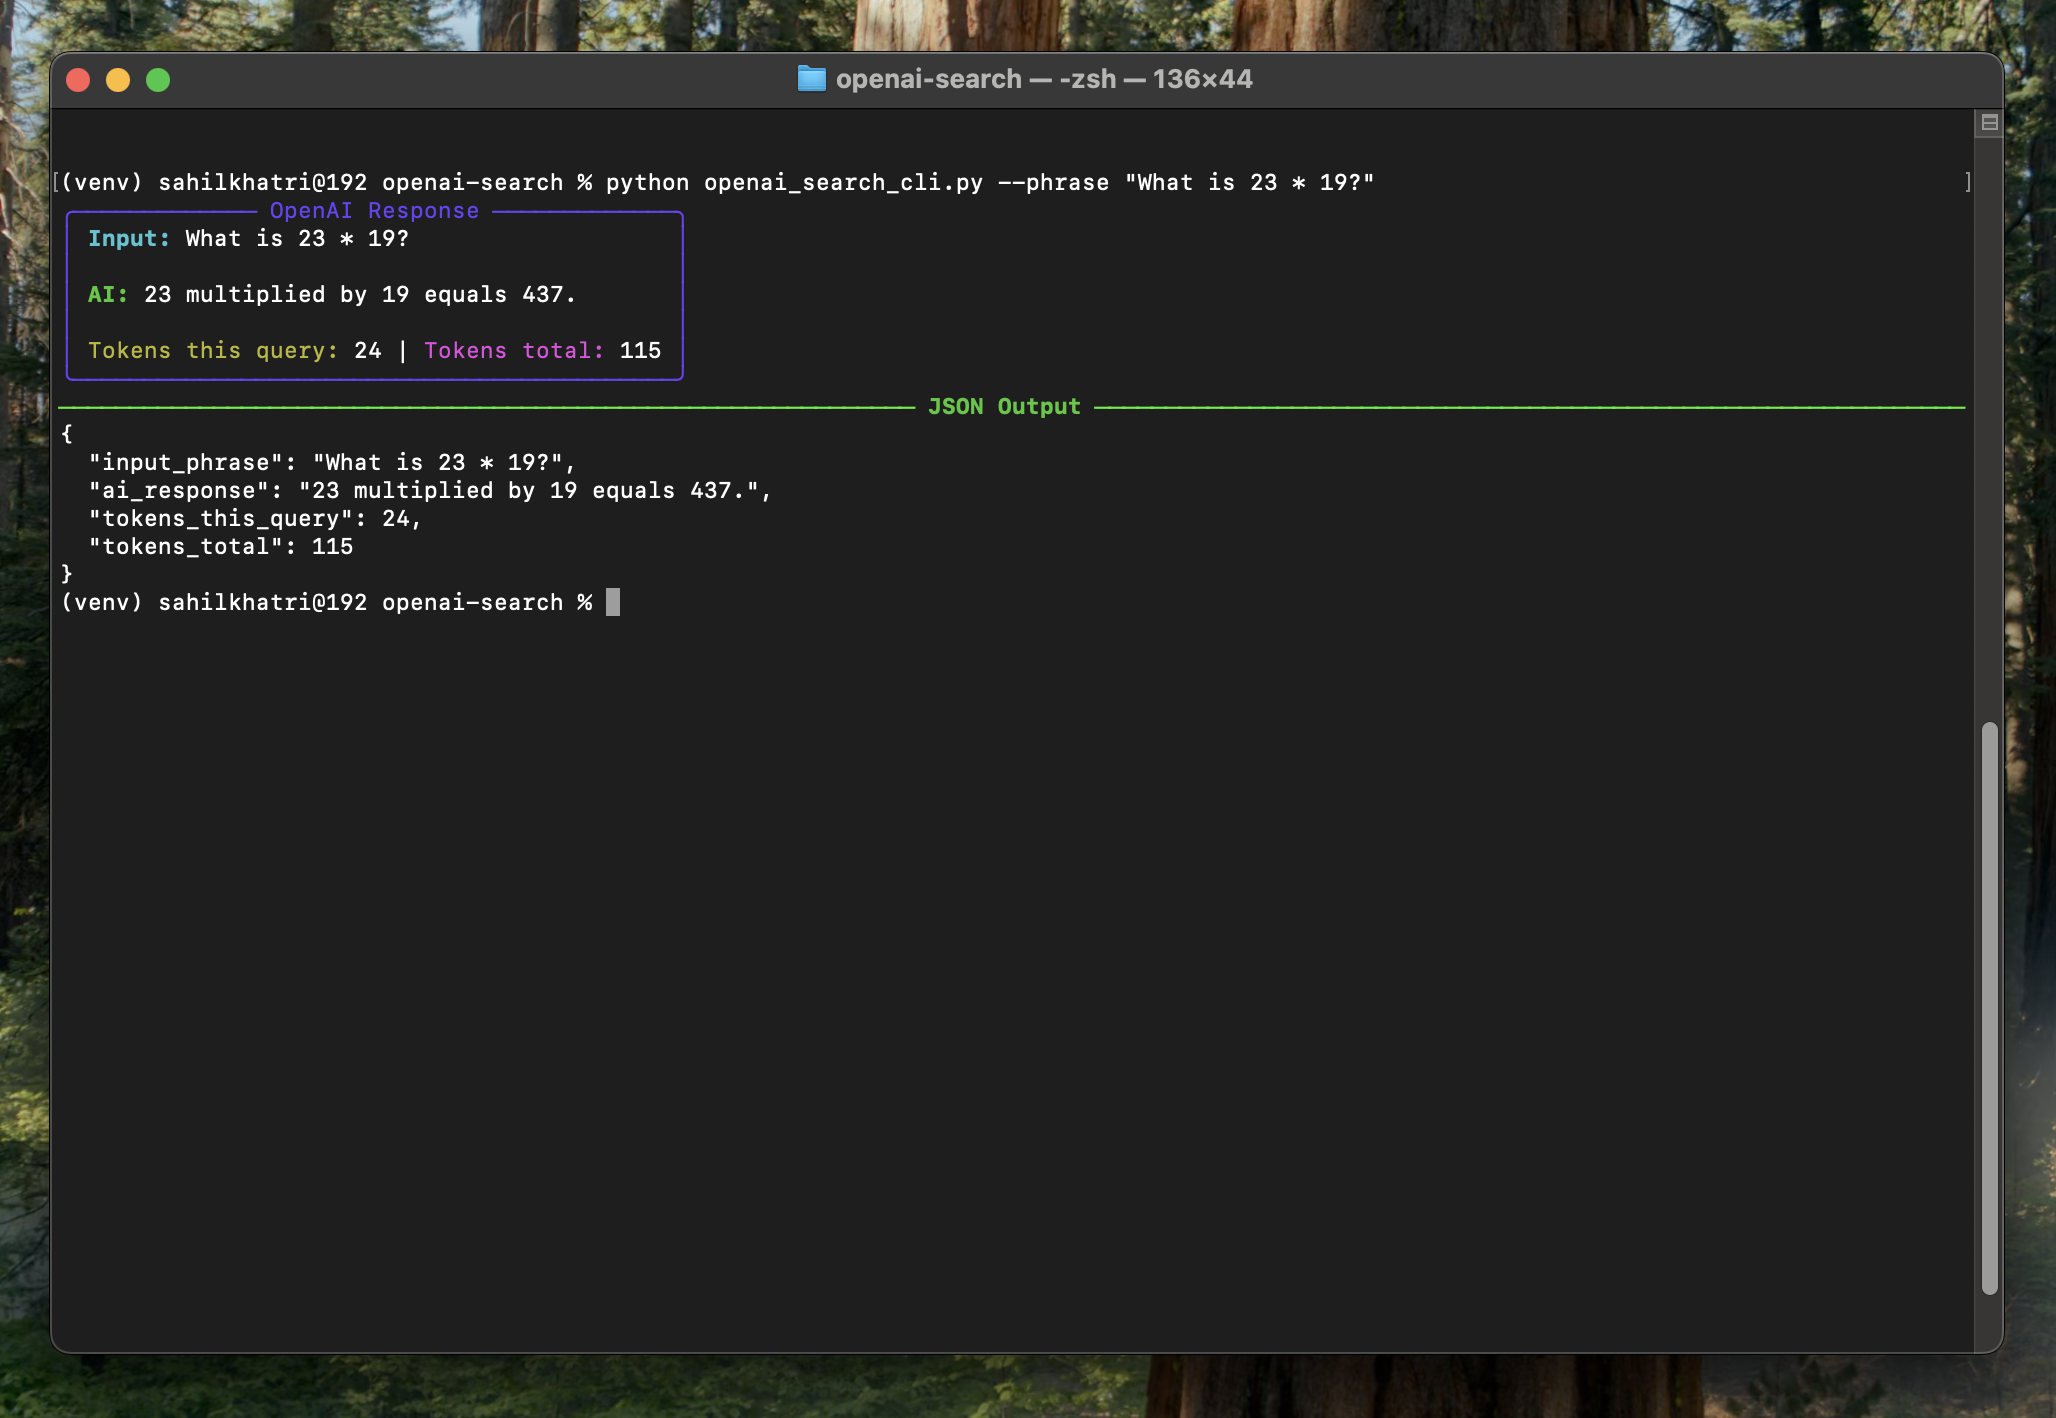 openai-search — -zsh — 136×44
[(venv) sahilkhatri@192 openai-search % python openai_search_cli.py --phrase "What is 23 * 19?" ]
OpenAI Response
Input: What is 23 * 19?
AI: 23 multiplied by 19 equals 437.
Tokens this query: 24 | Tokens total: 115
JSON Output
{
  "input_phrase": "What is 23 * 19?",
  "ai_response": "23 multiplied by 19 equals 437.",
  "tokens_this_query": 24,
  "tokens_total": 115
}
(venv) sahilkhatri@192 openai-search %